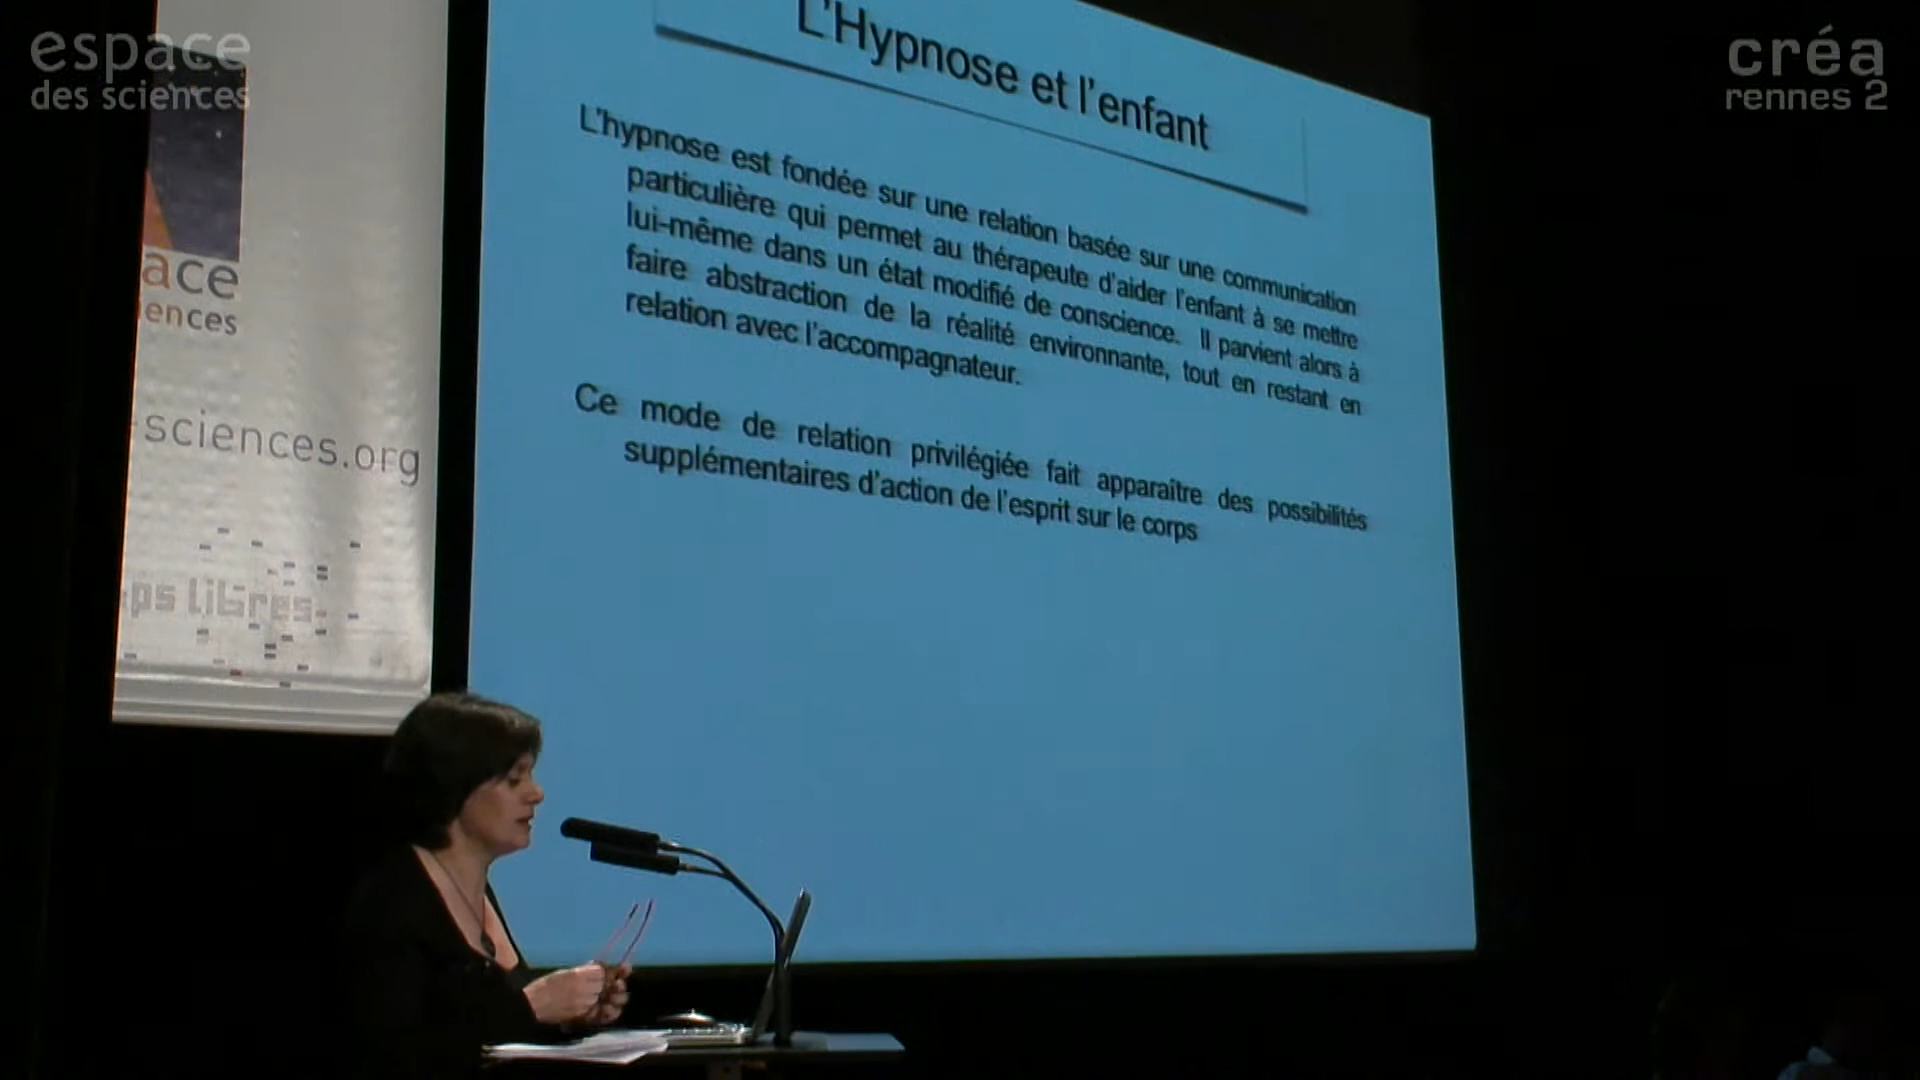 espace
des sciences
créa
rennes 2
ace
ences
sciences.org
ps libres
L'Hypnose et l'enfant
L'hypnose est fondée sur une relation basée sur une communication
particulière qui permet au thérapeute d'aider l'enfant à se mettre
lui-même dans un état modifié de conscience. Il parvient alors à
faire abstraction de la réalité environnante, tout en restant en
relation avec l'accompagnateur.
Ce mode de relation privilégiée fait apparaître des possibilités
supplémentaires d'action de l'esprit sur le corps